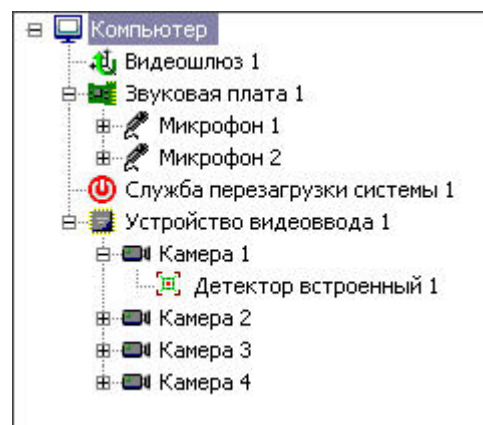 Компьютер
Видеошлюз 1
Звуковая плата 1
Микрофон 1
Микрофон 2
Служба перезагрузки системы 1
Устройство видеоввода 1
Камера 1
Детектор встроенный 1
Камера 2
Камера 3
Камера 4